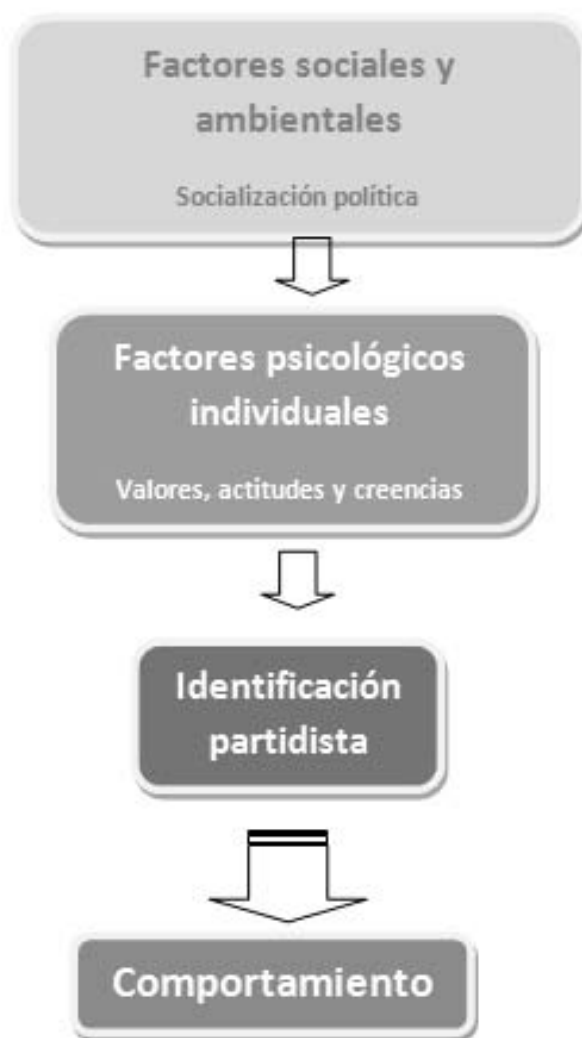 Factores sociales y
ambientales
Socialización política
Factores psicológicos
individuales
Valores, actitudes y creencias
Identificación
partidista
Comportamiento